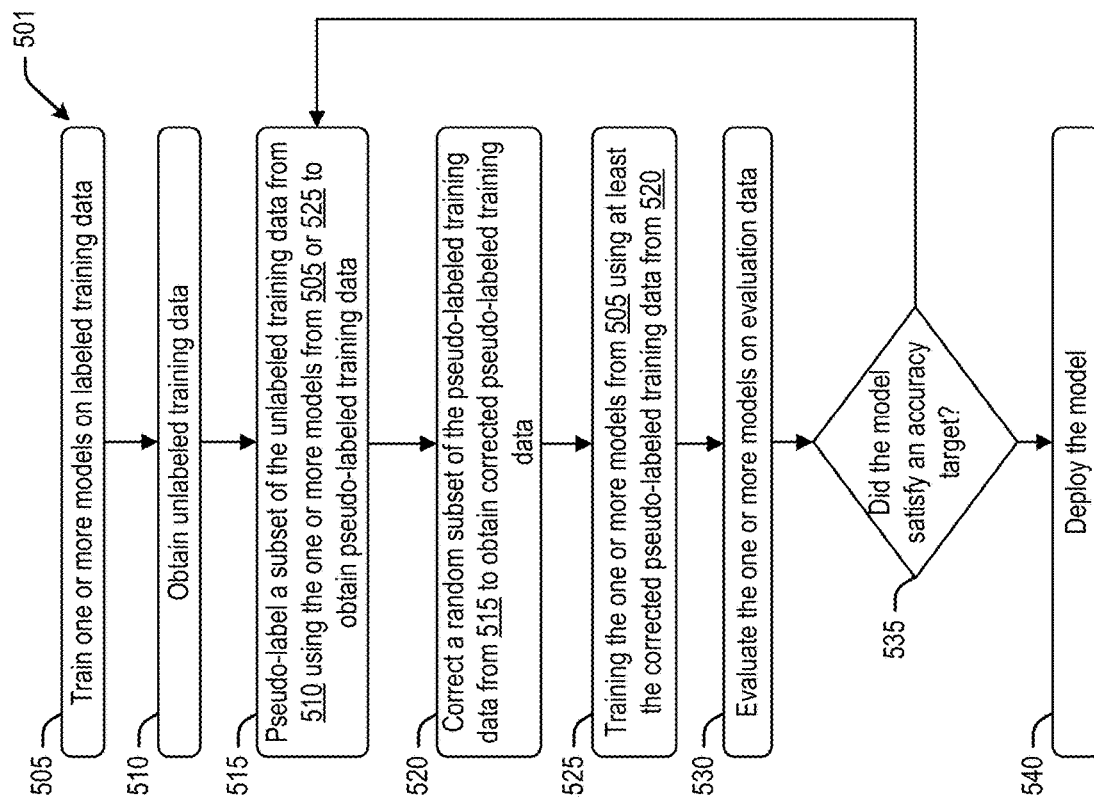 501
505
Train one or more models on labeled training data
510
Obtain unlabeled training data
515
Pseudo-label a subset of the unlabeled training data from
510 using the one or more models from 505 or 525 to
obtain pseudo-labeled training data
520
Correct a random subset of the pseudo-labeled training
data from 515 to obtain corrected pseudo-labeled training
data
525
Training the one or more models from 505 using at least
the corrected pseudo-labeled training data from 520
530
Evaluate the one or more models on evaluation data
535
Did the model
satisfy an accuracy
target?
540
Deploy the model